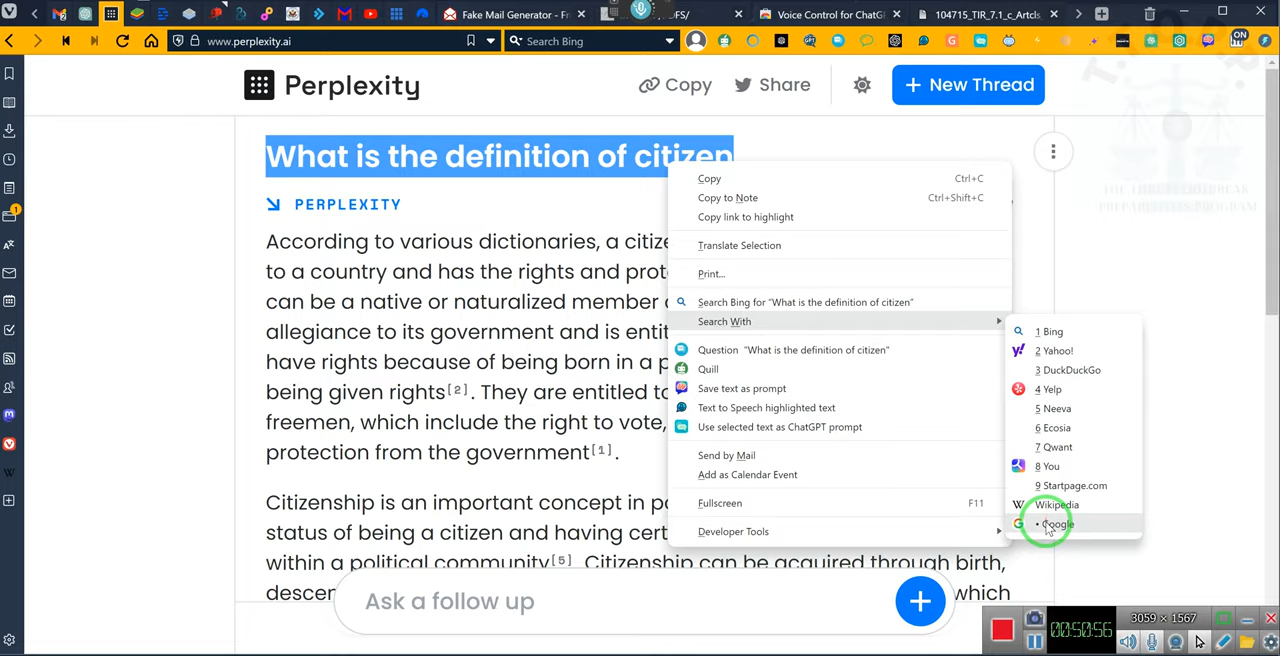 Fake Mail Generator - F
DFS/
Voice Control for ChatG
104715_TIR_7.1_c_Artcls
www.perplexity.ai
Search Bing
ON
Perplexity
Copy
Share
+ New Thread
What is the definition of citizen
PERPLEXITY
According to various dictionaries, a citize
to a country and has the rights and prote
can be a native or naturalized member o
allegiance to its government and is entit
have rights because of being born in a p
being given rights[2]. They are entitled to
freemen, which include the right to vote,
protection from the government[1].
Citizenship is an important concept in po
status of being a citizen and having cert
within a political community[5]. Citizenship can be acquired through birth,
descen
which
Copy Ctrl+C
Copy to Note Ctrl+Shift+C
Copy link to highlight
Translate Selection
Print...
Search Bing for "What is the definition of citizen"
Search With
Question "What is the definition of citizen"
Quill
Save text as prompt
Text to Speech highlighted text
Use selected text as ChatGPT prompt
Send by Mail
Add as Calendar Event
Fullscreen F11
Developer Tools
1 Bing
2 Yahoo!
3 DuckDuckGo
4 Yelp
5 Neeva
6 Ecosia
7 Qwant
8 You
9 Startpage.com
Wikipedia
• Google
Ask a follow up
00:50:56
3059 × 1567